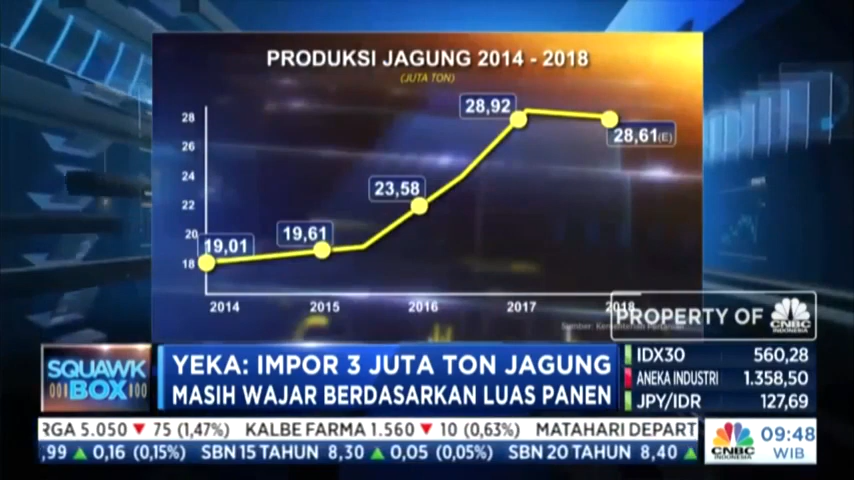 PRODUKSI JAGUNG 2014 - 2018
(JUTA TON)
28
26
24
22
20
18
19,01
19,61
23,58
28,92
28,61(E)
2014 2015 2016 2017 2018
Sumber:
PROPERTY OF CNBC INDONESIA
SQUAWK BOX
YEKA: IMPOR 3 JUTA TON JAGUNG
MASIH WAJAR BERDASARKAN LUAS PANEN
IDX30 560,28
ANEKA INDUSTRI 1.358,50
JPY/IDR 127,69
RGA 5.050 ▼ 75 (1,47%) KALBE FARMA 1.560 ▼ 10 (0,63%) MATAHARI DEPART
,99 ▲ 0,16 (0,15%) SBN 15 TAHUN 8,30 ▲ 0,05 (0,05%) SBN 20 TAHUN 8,40 ▲
CNBC INDONESIA
09:48
WIB